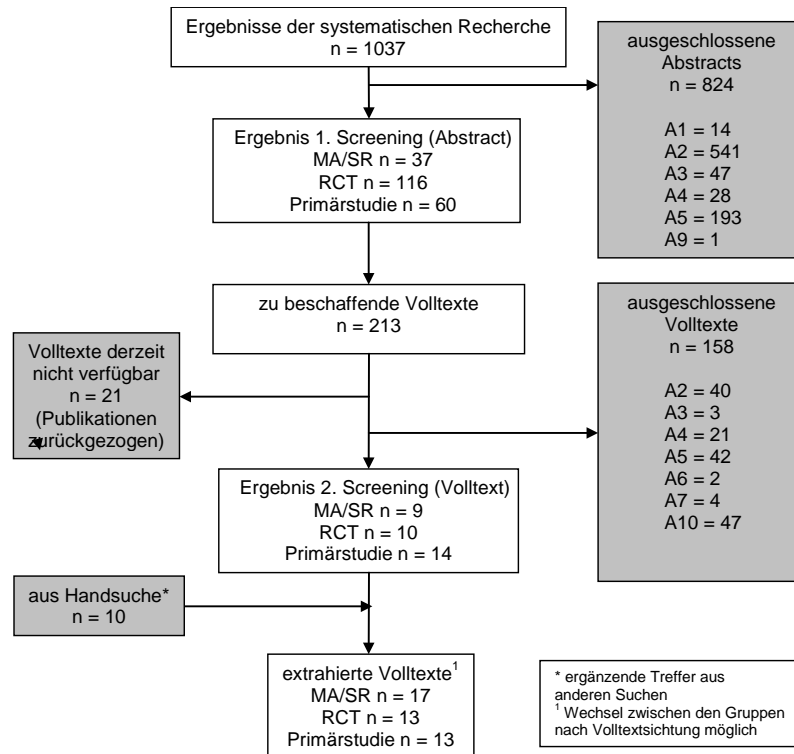 Ergebnisse der systematischen Recherche
n = 1037
ausgeschlossene
Abstracts
n = 824
A1 = 14
A2 = 541
A3 = 47
A4 = 28
A5 = 193
A9 = 1
Ergebnis 1. Screening (Abstract)
MA/SR n = 37
RCT n = 116
Primärstudie n = 60
zu beschaffende Volltexte
n = 213
ausgeschlossene
Volltexte
n = 158
A2 = 40
A3 = 3
A4 = 21
A5 = 42
A6 = 2
A7 = 4
A10 = 47
Volltexte derzeit
nicht verfügbar
n = 21
(Publikationen
zurückgezogen)
Ergebnis 2. Screening (Volltext)
MA/SR n = 9
RCT n = 10
Primärstudie n = 14
aus Handsuche*
n = 10
extrahierte Volltexte¹
MA/SR n = 17
RCT n = 13
Primärstudie n = 13
* ergänzende Treffer aus
anderen Suchen
¹ Wechsel zwischen den Gruppen
nach Volltextsichtung möglich